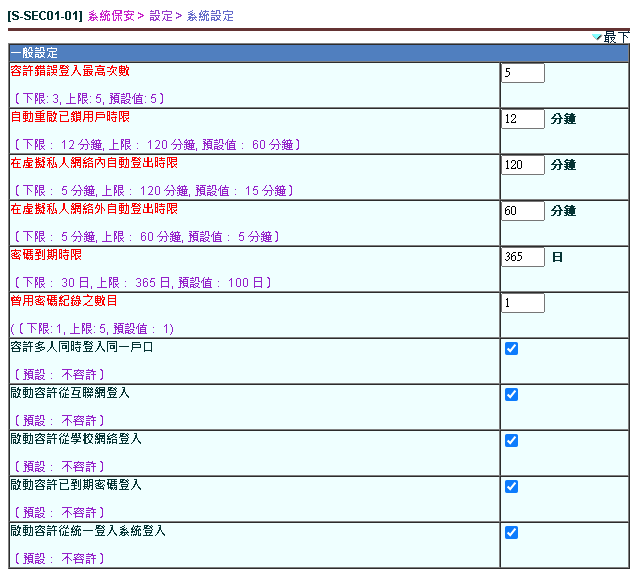 [S-SEC01-01] 系統保安 > 設定 > 系統設定
最下
一般設定
容許錯誤登入最高次數
5
〔下限: 3, 上限: 5, 預設值: 5〕
自動重啟已鎖用戶時限
12 分鐘
〔下限： 12 分鐘, 上限： 120 分鐘, 預設值： 60 分鐘〕
在虛擬私人網絡內自動登出時限
120 分鐘
〔下限： 5 分鐘, 上限： 120 分鐘, 預設值： 15 分鐘〕
在虛擬私人網絡外自動登出時限
60 分鐘
〔下限： 5 分鐘, 上限： 60 分鐘, 預設值： 5 分鐘〕
密碼到期時限
365 日
〔下限： 30 日, 上限： 365 日, 預設值： 100 日〕
曾用密碼紀錄之數目
1
(〔下限: 1, 上限: 5, 預設值： 1)
容許多人同時登入同一戶口
〔預設： 不容許〕
啟動容許從互聯網登入
〔預設： 不容許〕
啟動容許從學校網絡登入
〔預設： 不容許〕
啟動容許已到期密碼登入
〔預設： 不容許〕
啟動容許從統一登入系統登入
〔預設： 不容許〕